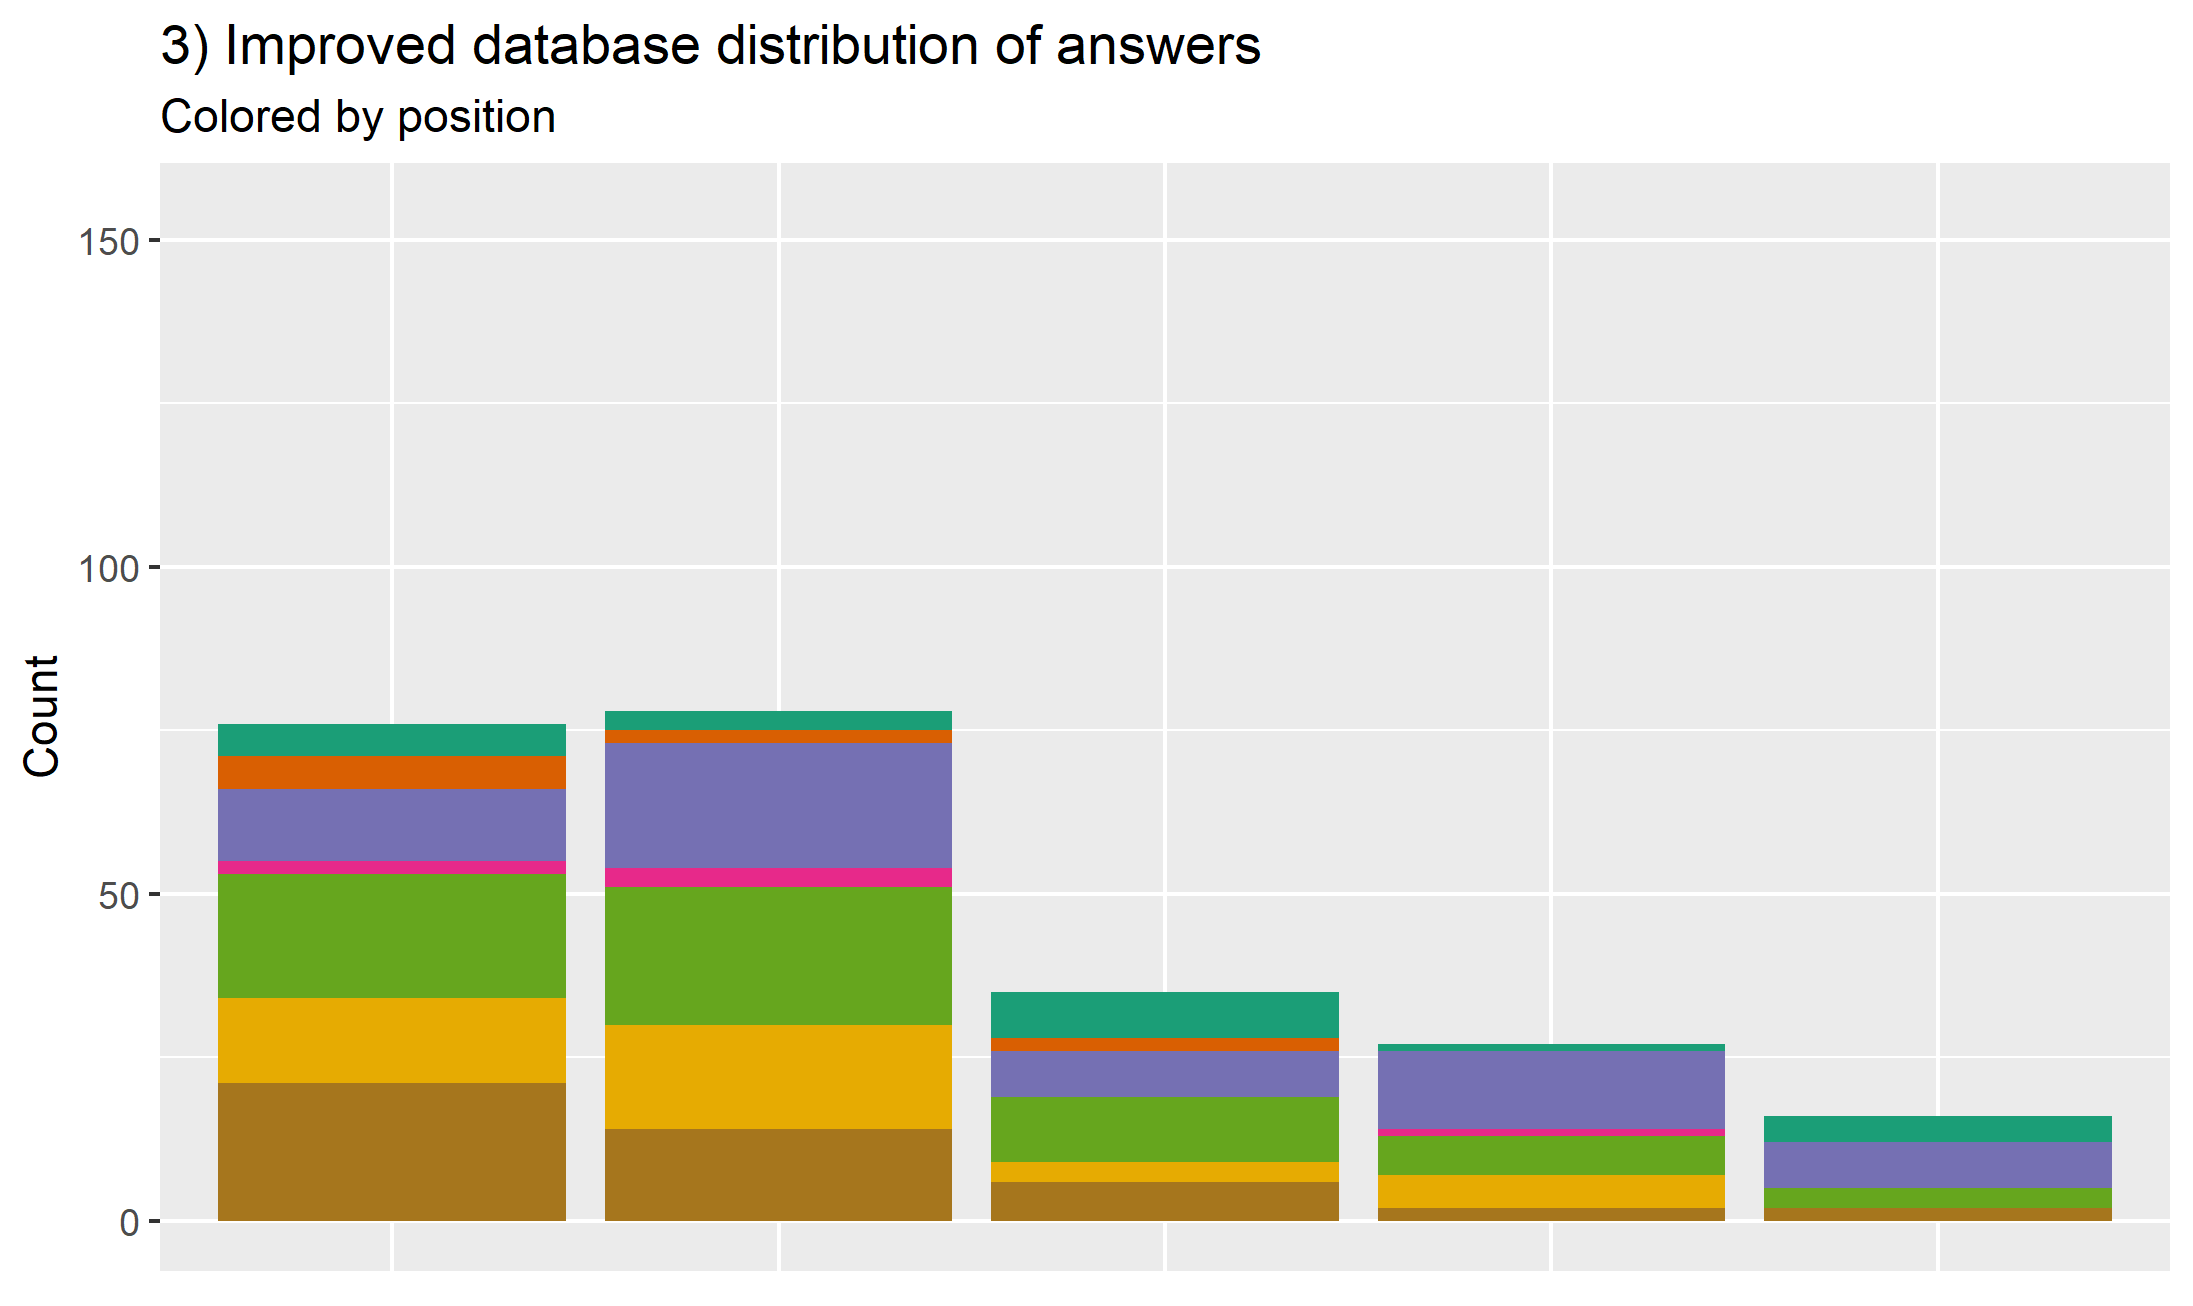 3) Improved database distribution of answers
Colored by position
150
100
50
0
Count